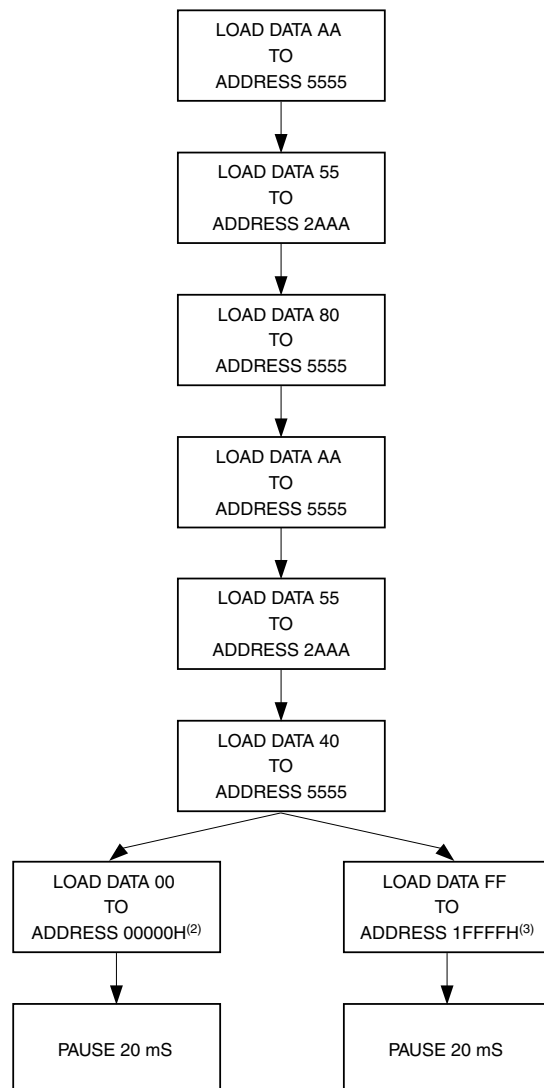 LOAD DATA AA
TO
ADDRESS 5555
LOAD DATA 55
TO
ADDRESS 2AAA
LOAD DATA 80
TO
ADDRESS 5555
LOAD DATA AA
TO
ADDRESS 5555
LOAD DATA 55
TO
ADDRESS 2AAA
LOAD DATA 40
TO
ADDRESS 5555
LOAD DATA 00
TO
ADDRESS 00000H(2)
LOAD DATA FF
TO
ADDRESS 1FFFFH(3)
PAUSE 20 mS
PAUSE 20 mS